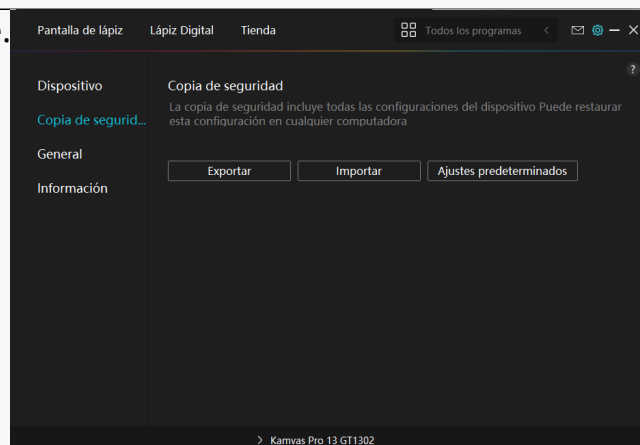 e.
Pantalla de lápiz Lápiz Digital Tienda Todos los programas <
?
Dispositivo
Copia de segurid...
General
Información
Copia de seguridad
La copia de seguridad incluye todas las configuraciones del dispositivo Puede restaurar
esta configuración en cualquier computadora
Exportar Importar Ajustes predeterminados
> Kamvas Pro 13 GT1302